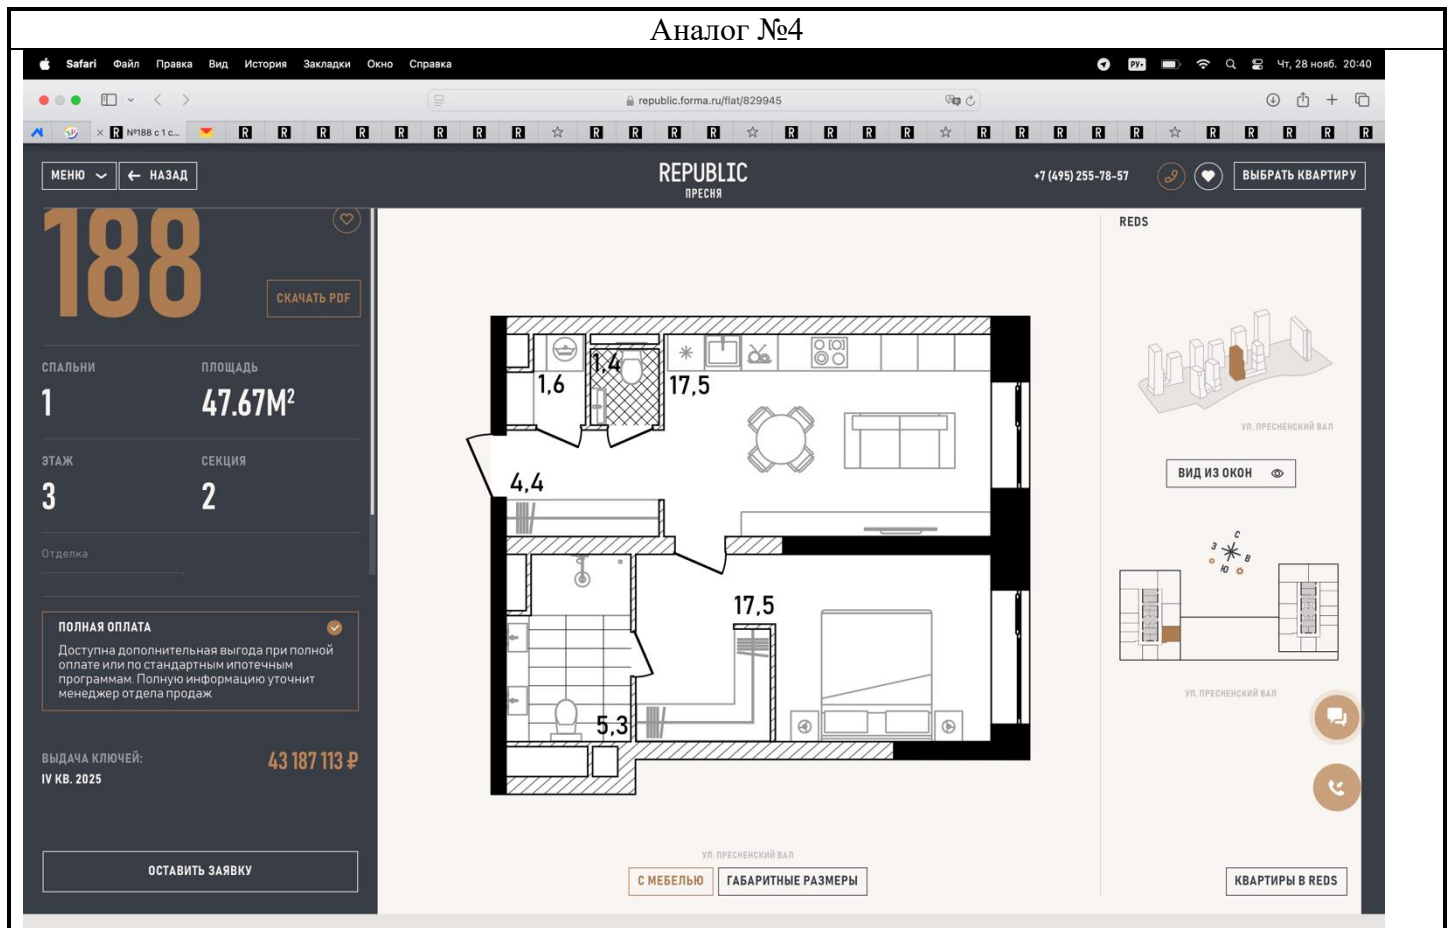 Аналог №4
Safari Файл Правка Вид История Закладки Окно Справка
РУ
Чт, 28 нояб. 20:40
republic.forma.ru/flat/829945
R №188 с 1 с...
R R R R R R R R R R R R R R R R R R R R R R R R R R
МЕНЮ
НАЗАД
REPUBLIC
ПРЕСНЯ
+7 (495) 255-78-57
ВЫБРАТЬ КВАРТИРУ
188
СКАЧАТЬ PDF
СПАЛЬНИ ПЛОЩАДЬ
1 47.67М²
ЭТАЖ СЕКЦИЯ
3 2
Отделка
ПОЛНАЯ ОПЛАТА
Доступна дополнительная выгода при полной
оплате или по стандартным ипотечным
программам. Полную информацию уточнит
менеджер отдела продаж
ВЫДАЧА КЛЮЧЕЙ:
IV КВ. 2025
43 187 113 ₽
ОСТАВИТЬ ЗАЯВКУ
1,6
1,4
17,5
4,4
17,5
5,3
УЛ. ПРЕСНЕНСКИЙ ВАЛ
С МЕБЕЛЬЮ
ГАБАРИТНЫЕ РАЗМЕРЫ
REDS
УЛ. ПРЕСНЕНСКИЙ ВАЛ
ВИД ИЗ ОКОН
С
З
В
Ю
УЛ. ПРЕСНЕНСКИЙ ВАЛ
КВАРТИРЫ В REDS